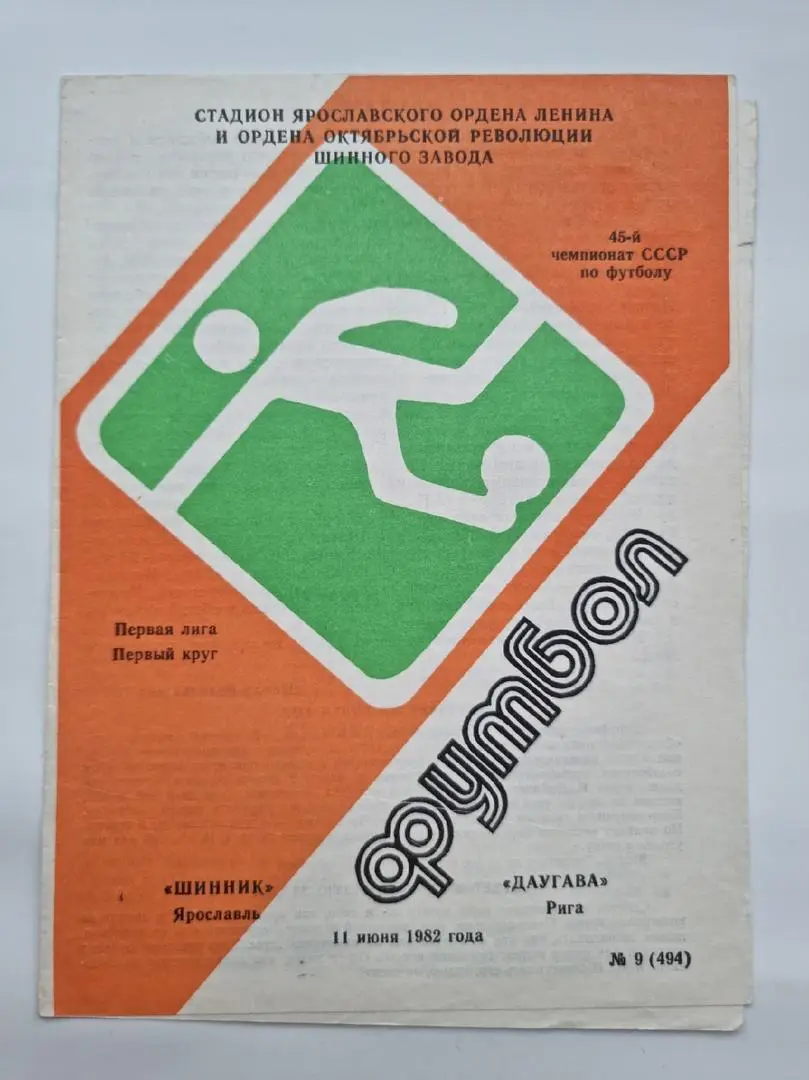 СТАДИОН ЯРОСЛАВСКОГО ОРДЕНА ЛЕНИНА
И ОРДЕНА ОКТЯБРЬСКОЙ РЕВОЛЮЦИИ
ШИННОГО ЗАВОДА
45-й
чемпионат СССР
по футболу
Первая лига
Первый круг
футбол
«ШИННИК»
Ярославль
«ДАУГАВА»
Рига
11 июня 1982 года
№ 9 (494)